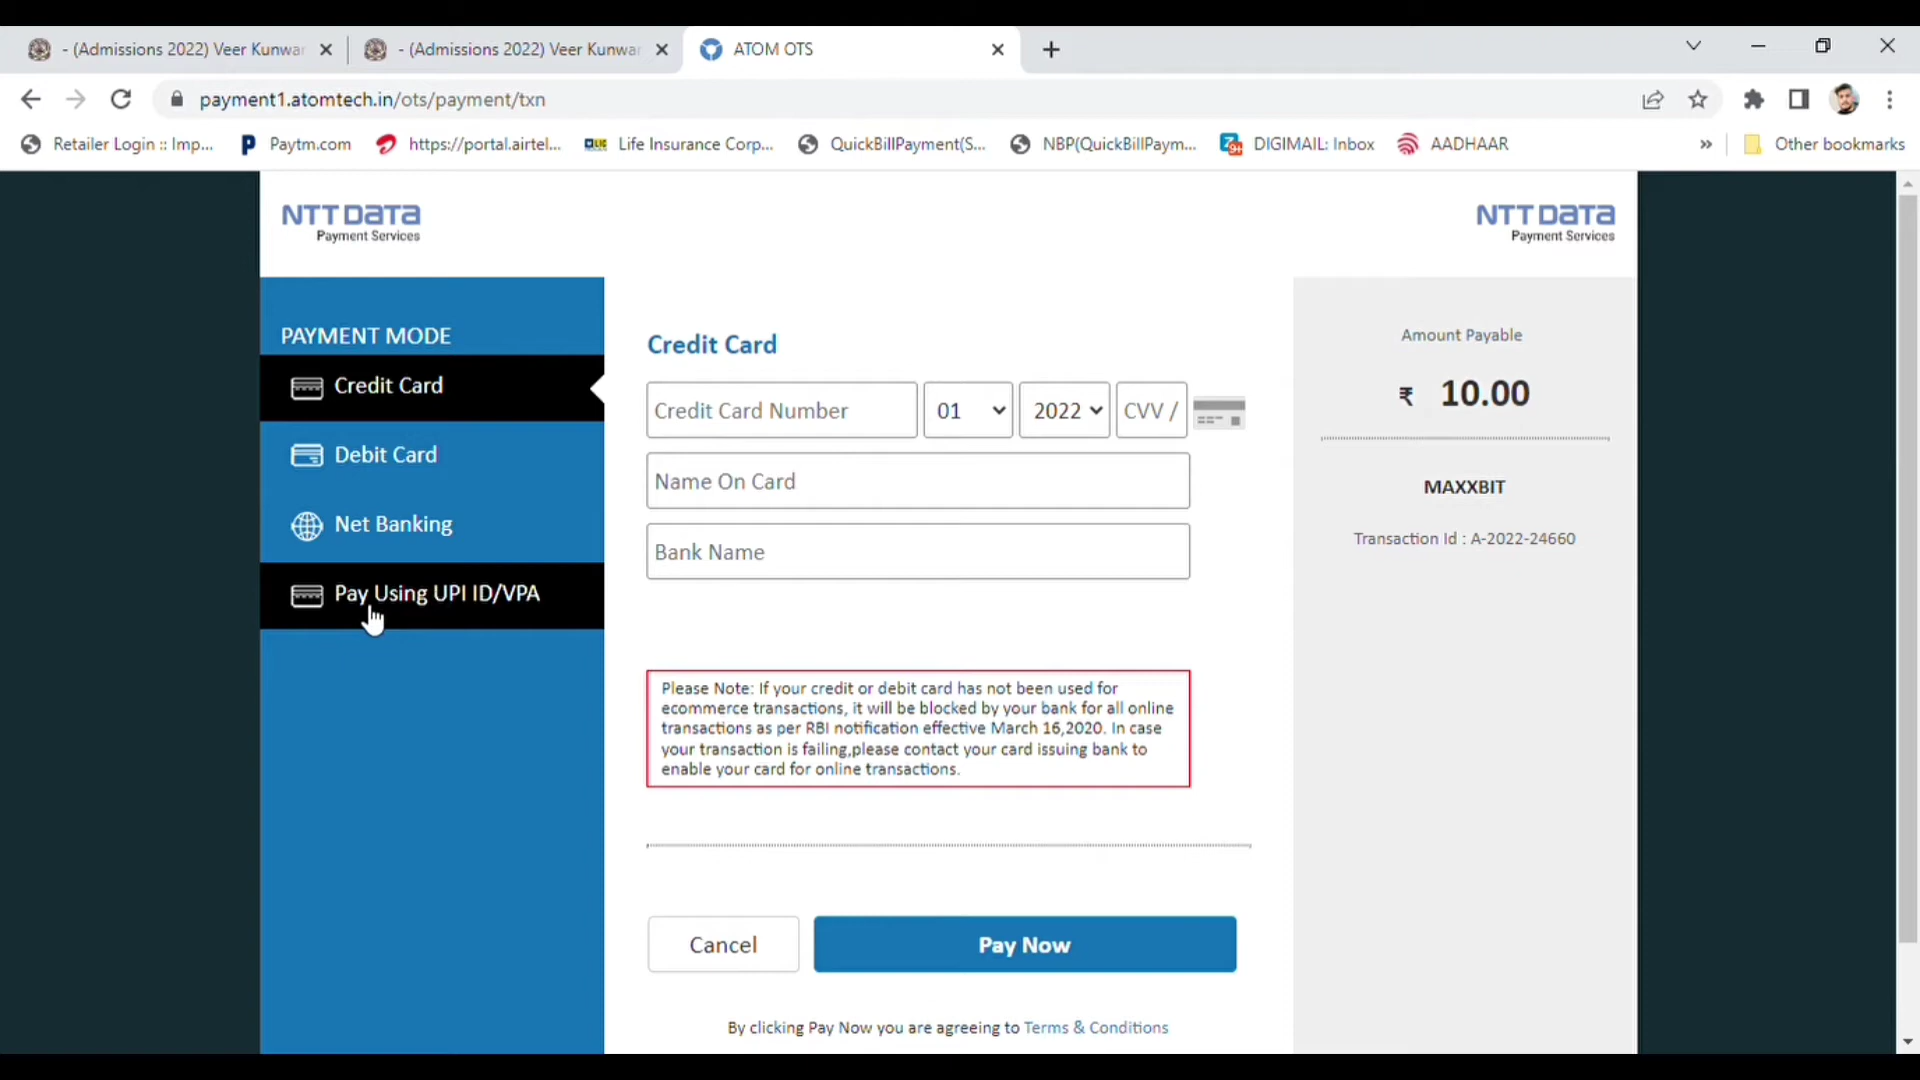 - (Admissions 2022) Veer Kunwar
- (Admissions 2022) Veer Kunwar
ATOM OTS
payment1.atomtech.in/ots/payment/txn
Retailer Login :: Imp...
Paytm.com
https://portal.airtel...
Life Insurance Corp...
QuickBillPayment(S...
NBP(QuickBillPaym...
DIGIMAIL: Inbox
AADHAAR
»
Other bookmarks
NTT DATA
Payment Services
NTT DATA
Payment Services
PAYMENT MODE
Credit Card
Debit Card
Net Banking
Pay Using UPI ID/VPA
Credit Card
Credit Card Number
01
2022
CVV /
Name On Card
Bank Name
Please Note: If your credit or debit card has not been used for
ecommerce transactions, it will be blocked by your bank for all online
transactions as per RBI notification effective March 16,2020. In case
your transaction is failing,please contact your card issuing bank to
enable your card for online transactions.
Cancel
Pay Now
By clicking Pay Now you are agreeing to Terms & Conditions
Amount Payable
₹ 10.00
MAXXBIT
Transaction Id : A-2022-24660